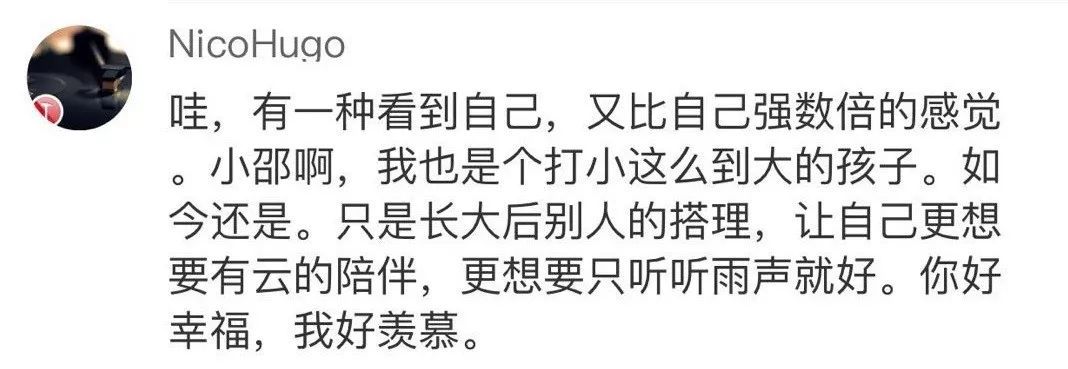 NicoHugo
哇，有一种看到自己，又比自己强数倍的感觉
。小邵啊，我也是个打小这么到大的孩子。如
今还是。只是长大后别人的搭理，让自己更想
要有云的陪伴，更想要只听听雨声就好。你好
幸福，我好羡慕。